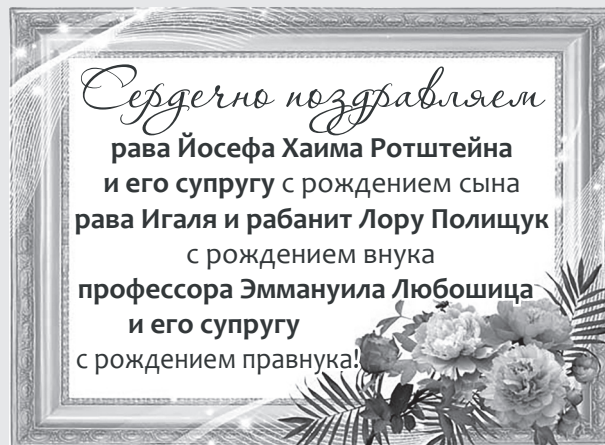 Сердечно поздравляем
рава Йосефа Хаима Ротштейна
и его супругу с рождением сына
рава Игаля и рабанит Лору Полищук
с рождением внука
профессора Эммануила Любошица
и его супругу
с рождением правнука!